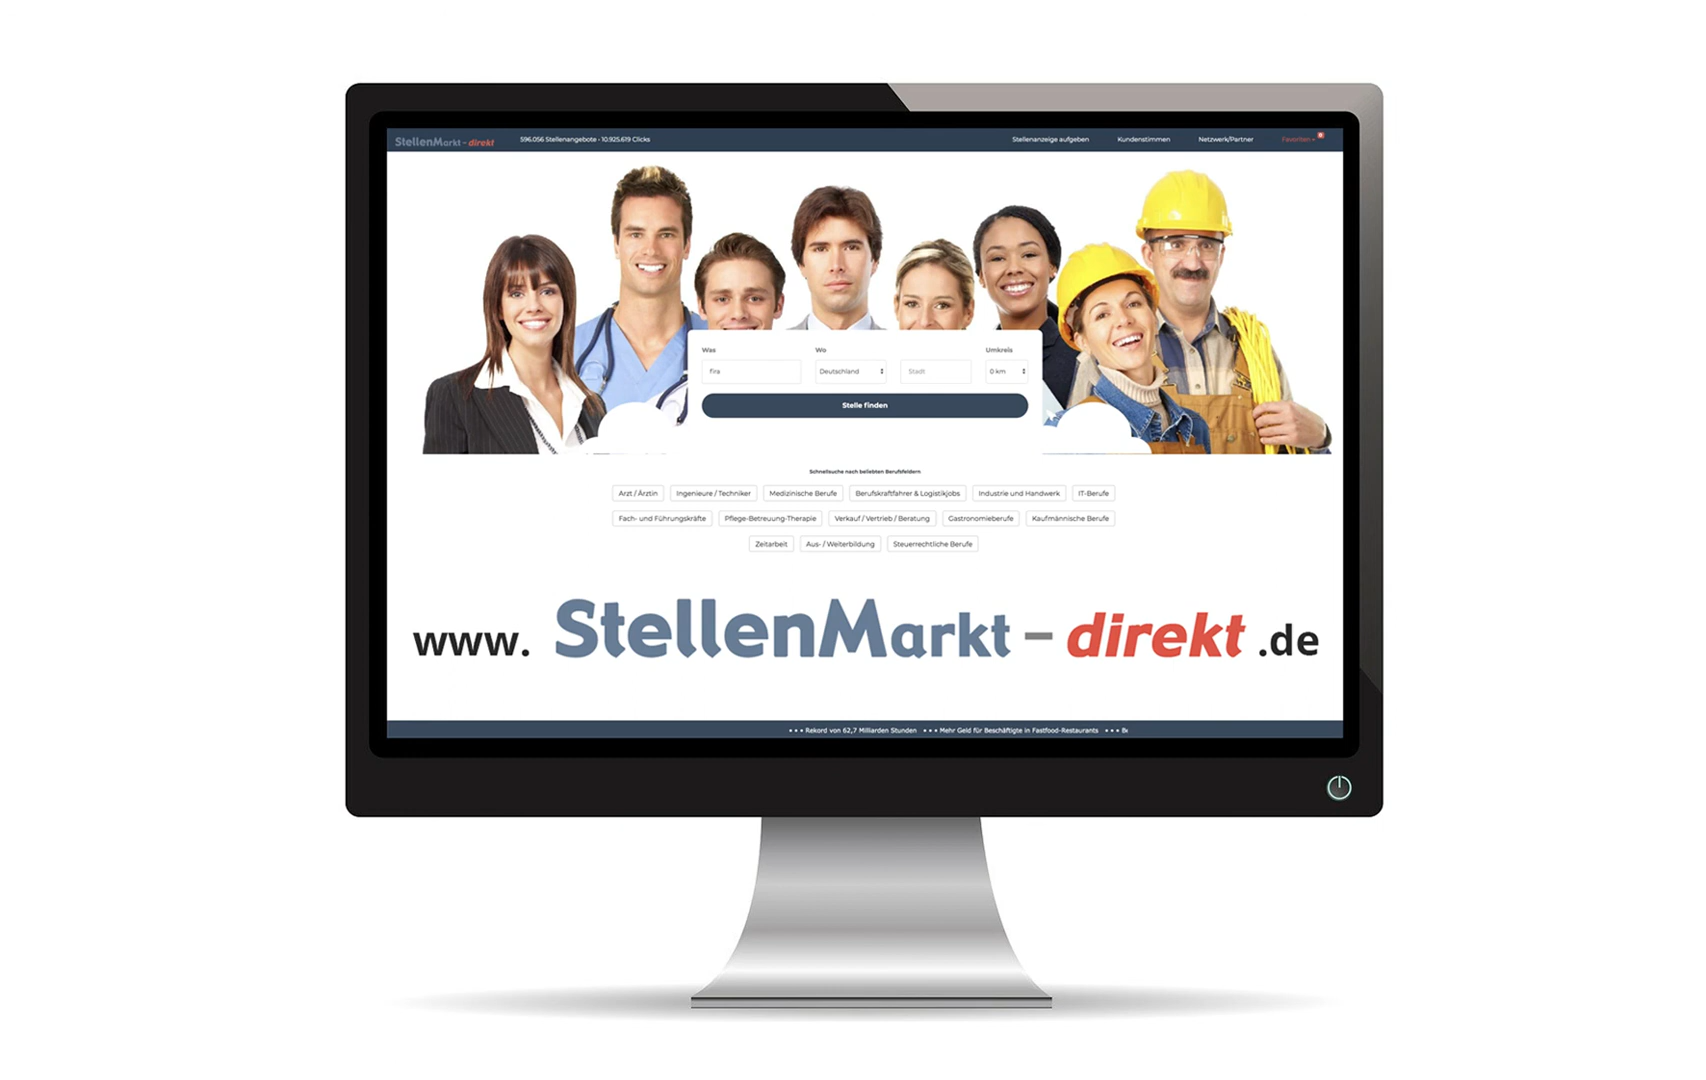 StellenMarkt - direkt
596.056 Stellenangebote • 10.925.619 Clicks
Stellenanzeige aufgeben
Kundenstimmen
Netzwerk/Partner
Favoriten
Was
Wo
Umkreis
fira
Deutschland
Stadt
0 km
Stelle finden
Schnellsuche nach beliebten Berufsfeldern
Arzt / Ärztin
Ingenieure / Techniker
Medizinische Berufe
Berufskraftfahrer & Logistikjobs
Industrie und Handwerk
IT-Berufe
Fach- und Führungskräfte
Pflege-Betreuung-Therapie
Verkauf / Vertrieb / Beratung
Gastronomieberufe
Kaufmännische Berufe
Zeitarbeit
Aus- / Weiterbildung
Steuerrechtliche Berufe
www. StellenMarkt - direkt .de
• • • Rekord von 62,7 Milliarden Stunden • • • Mehr Geld für Beschäftigte in Fastfood-Restaurants • • •